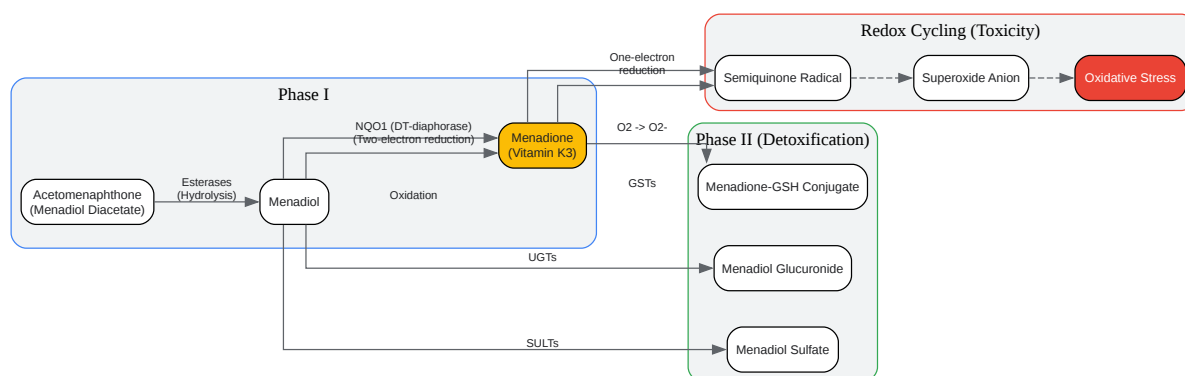 Redox Cycling (Toxicity)
One-electron
reduction
Semiquinone Radical
Superoxide Anion
Oxidative Stress
Phase I
NQO1 (DT-diaphorase)
(Two-electron reduction)
Menadione
(Vitamin K3)
O2 -> O2-
Phase II (Detoxification)
Acetomenaphthone
(Menadiol Diacetate)
Esterases
(Hydrolysis)
Menadiol
Oxidation
GSTs
Menadione-GSH Conjugate
UGTs
Menadiol Glucuronide
SULTs
Menadiol Sulfate